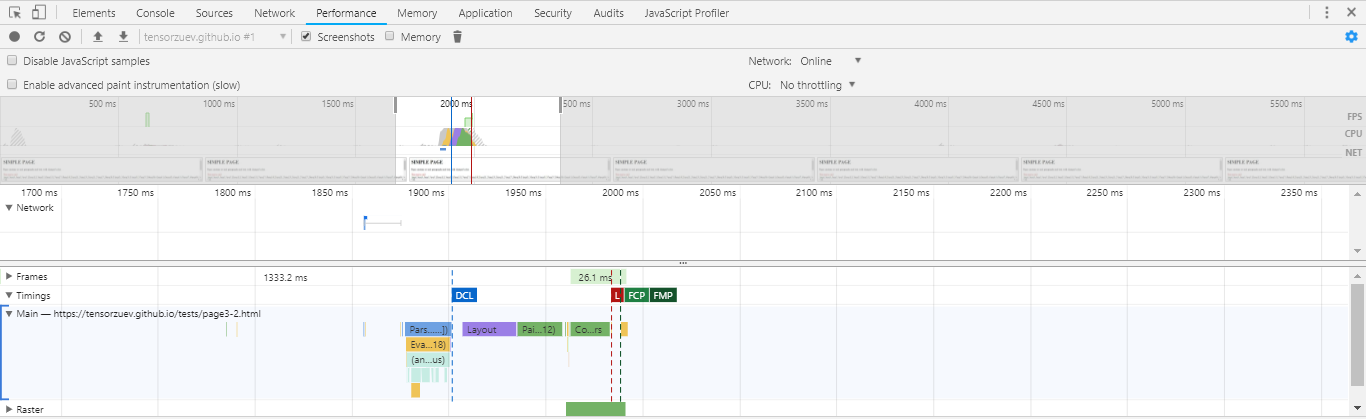 Elements Console Sources Network Performance Memory Application Security Audits JavaScript Profiler
tensorzuev.github.io #1 Screenshots Memory
Disable JavaScript samples Network: Online
Enable advanced paint instrumentation (slow) CPU: No throttling
500 ms 1000 ms 1500 ms 2000 ms 500 ms 3000 ms 3500 ms 4000 ms 4500 ms 5000 ms 5500 ms
FPS
CPU
NET
SIMPLE PAGE SIMPLE PAGE SIMPLE PAGE SIMPLE PAGE SIMPLE PAGE SIMPLE PAGE SIMPLE PAGE
1700 ms 1750 ms 1800 ms 1850 ms 1900 ms 1950 ms 2000 ms 2050 ms 2100 ms 2150 ms 2200 ms 2250 ms 2300 ms 2350 ms
Network
Frames 1333.2 ms 26.1 ms
Timings DCL L FCP FMP
Main — https://tensorzuev.github.io/tests/page3-2.html
Pars...…]) Layout Pai...12) Co...rs
Eva...18)
(an...us)
Raster